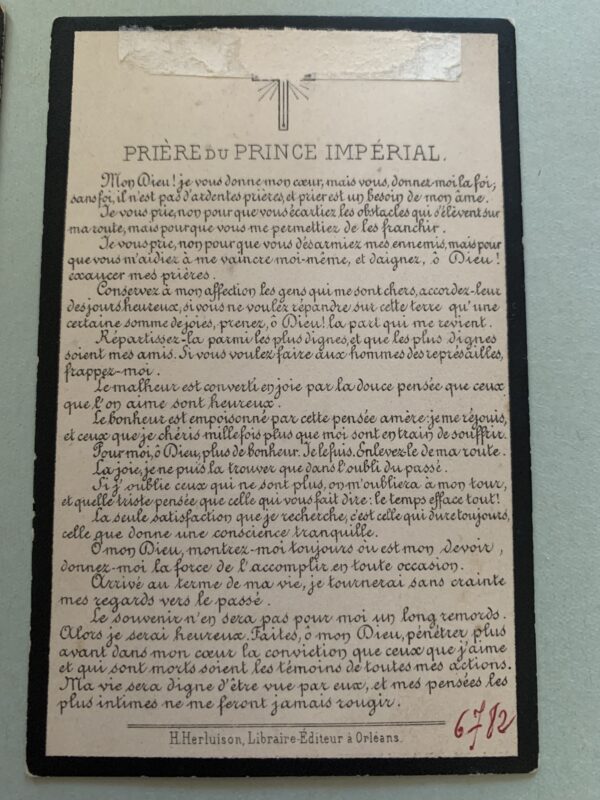 PRIÈRE DU PRINCE IMPÉRIAL.
Mon Dieu! je vous donne mon cœur, mais vous, donnez-moi la foi;
sans foi, il n'est pas d'ardentes prières, et prier est un besoin de mon âme.
Je vous prie, non pour que vous écartiez les obstacles qui s'élèvent sur
ma route, mais pour que vous me permettiez de les franchir.
Je vous prie, non pour que vous désarmiez mes ennemis, mais pour
que vous m'aidiez à me vaincre moi-même, et daignez, ô Dieu!
exaucer mes prières.
Conservez à mon affection les gens qui me sont chers, accordez-leur
des jours heureux, si vous ne voulez répandre sur cette terre qu'une
certaine somme de joies, prenez, ô Dieu! la part qui me revient.
Répartissez-la parmi les plus dignes, et que les plus dignes
soient mes amis. Si vous voulez faire aux hommes des représailles,
frappez-moi.
Le malheur est converti en joie par la douce pensée que ceux
que l'on aime sont heureux.
Le bonheur est empoisonné par cette pensée amère: je me réjouis,
et ceux que je chéris mille fois plus que moi sont en train de souffrir.
Pour moi, ô Dieu, plus de bonheur. Je le fuis. Enlevez-le de ma route.
La joie, je ne puis la trouver que dans l'oubli du passé.
Si j'oublie ceux qui ne sont plus, on m'oubliera à mon tour,
et quelle triste pensée que celle qui vous fait dire: le temps efface tout!
La seule satisfaction que je recherche, c'est celle qui dure toujours,
celle que donne une conscience tranquille.
O mon Dieu, montrez-moi toujours où est mon devoir,
donnez-moi la force de l'accomplir en toute occasion.
Arrivé au terme de ma vie, je tournerai sans crainte
mes regards vers le passé.
Le souvenir n'en sera pas pour moi un long remords.
Alors je serai heureux. Faites, ô mon Dieu, pénétrer plus
avant dans mon cœur la conviction que ceux que j'aime
et qui sont morts soient les témoins de toutes mes actions.
Ma vie sera digne d'être vue par eux, et mes pensées les
plus intimes ne me feront jamais rougir.
H. Herluison, Libraire-Éditeur à Orléans.
6782